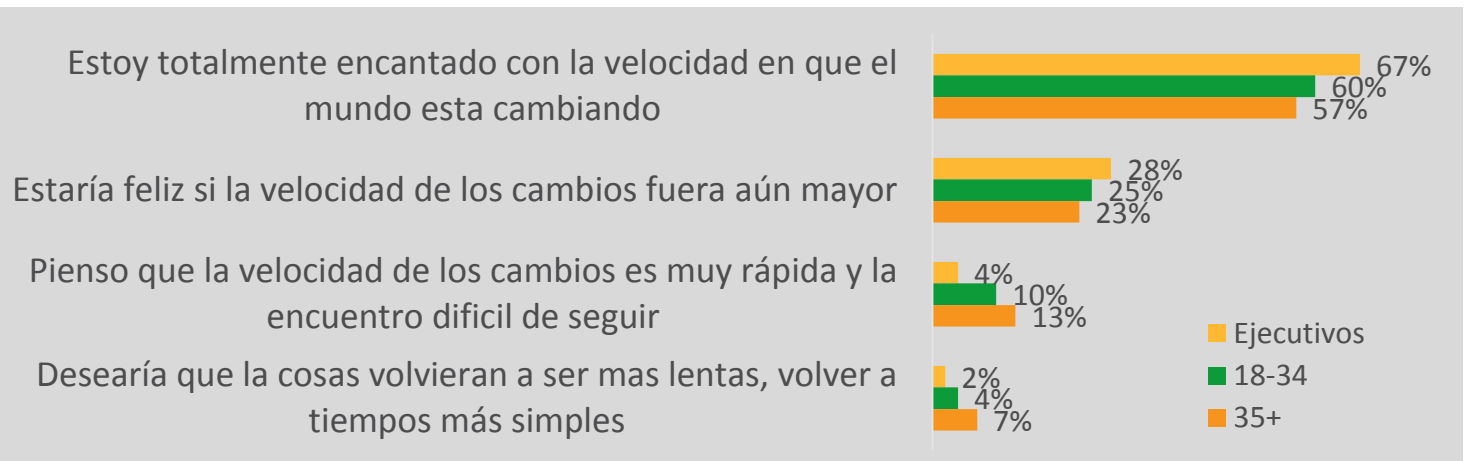 Estoy totalmente encantado con la velocidad en que el
mundo esta cambiando
67%
60%
57%
Estaría feliz si la velocidad de los cambios fuera aún mayor
28%
25%
23%
Pienso que la velocidad de los cambios es muy rápida y la
encuentro dificil de seguir
4%
10%
13%
Desearía que la cosas volvieran a ser mas lentas, volver a
tiempos más simples
2%
4%
7%
Ejecutivos
18-34
35+